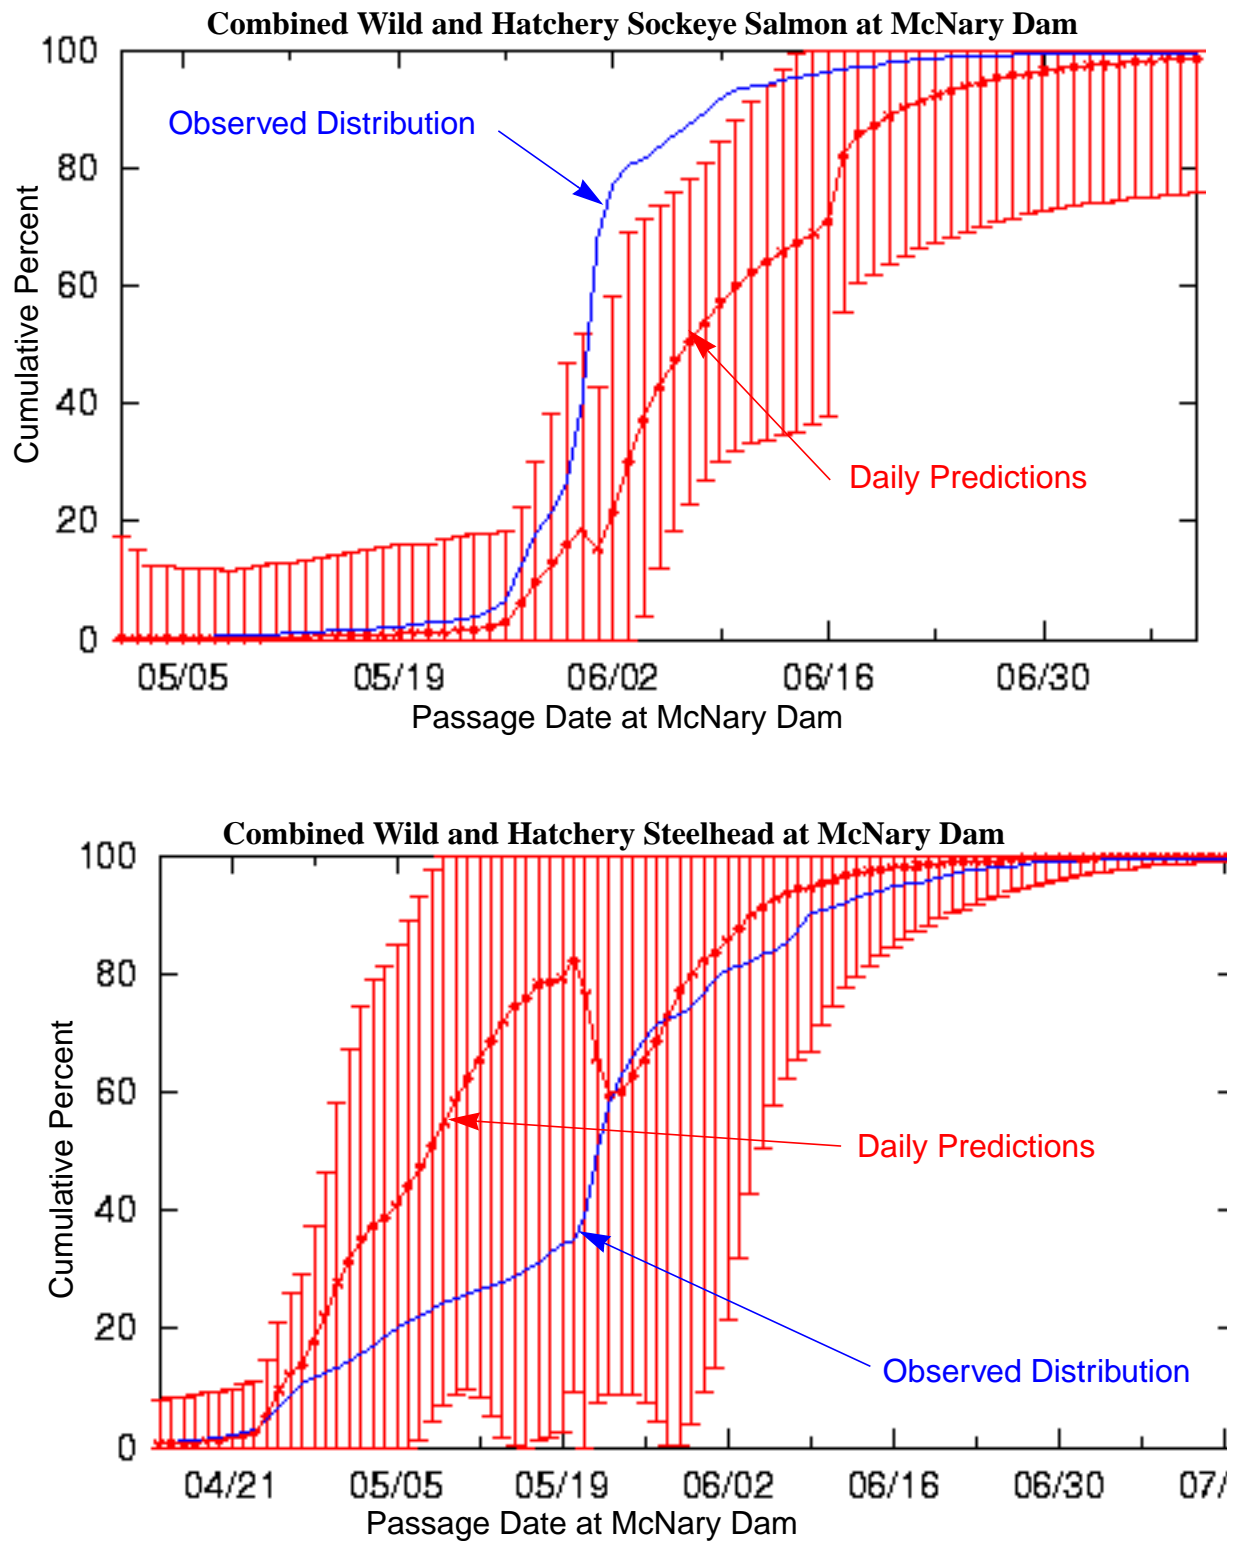 Combined Wild and Hatchery Sockeye Salmon at McNary Dam
100
Observed Distribution
80
Cumulative Percent
60
Daily Predictions
40
20
0
05/05 05/19 06/02 06/16 06/30
Passage Date at McNary Dam
Combined Wild and Hatchery Steelhead at McNary Dam
100
80
Cumulative Percent
60
Daily Predictions
40
20
Observed Distribution
0
04/21 05/05 05/19 06/02 06/16 06/30 07/
Passage Date at McNary Dam